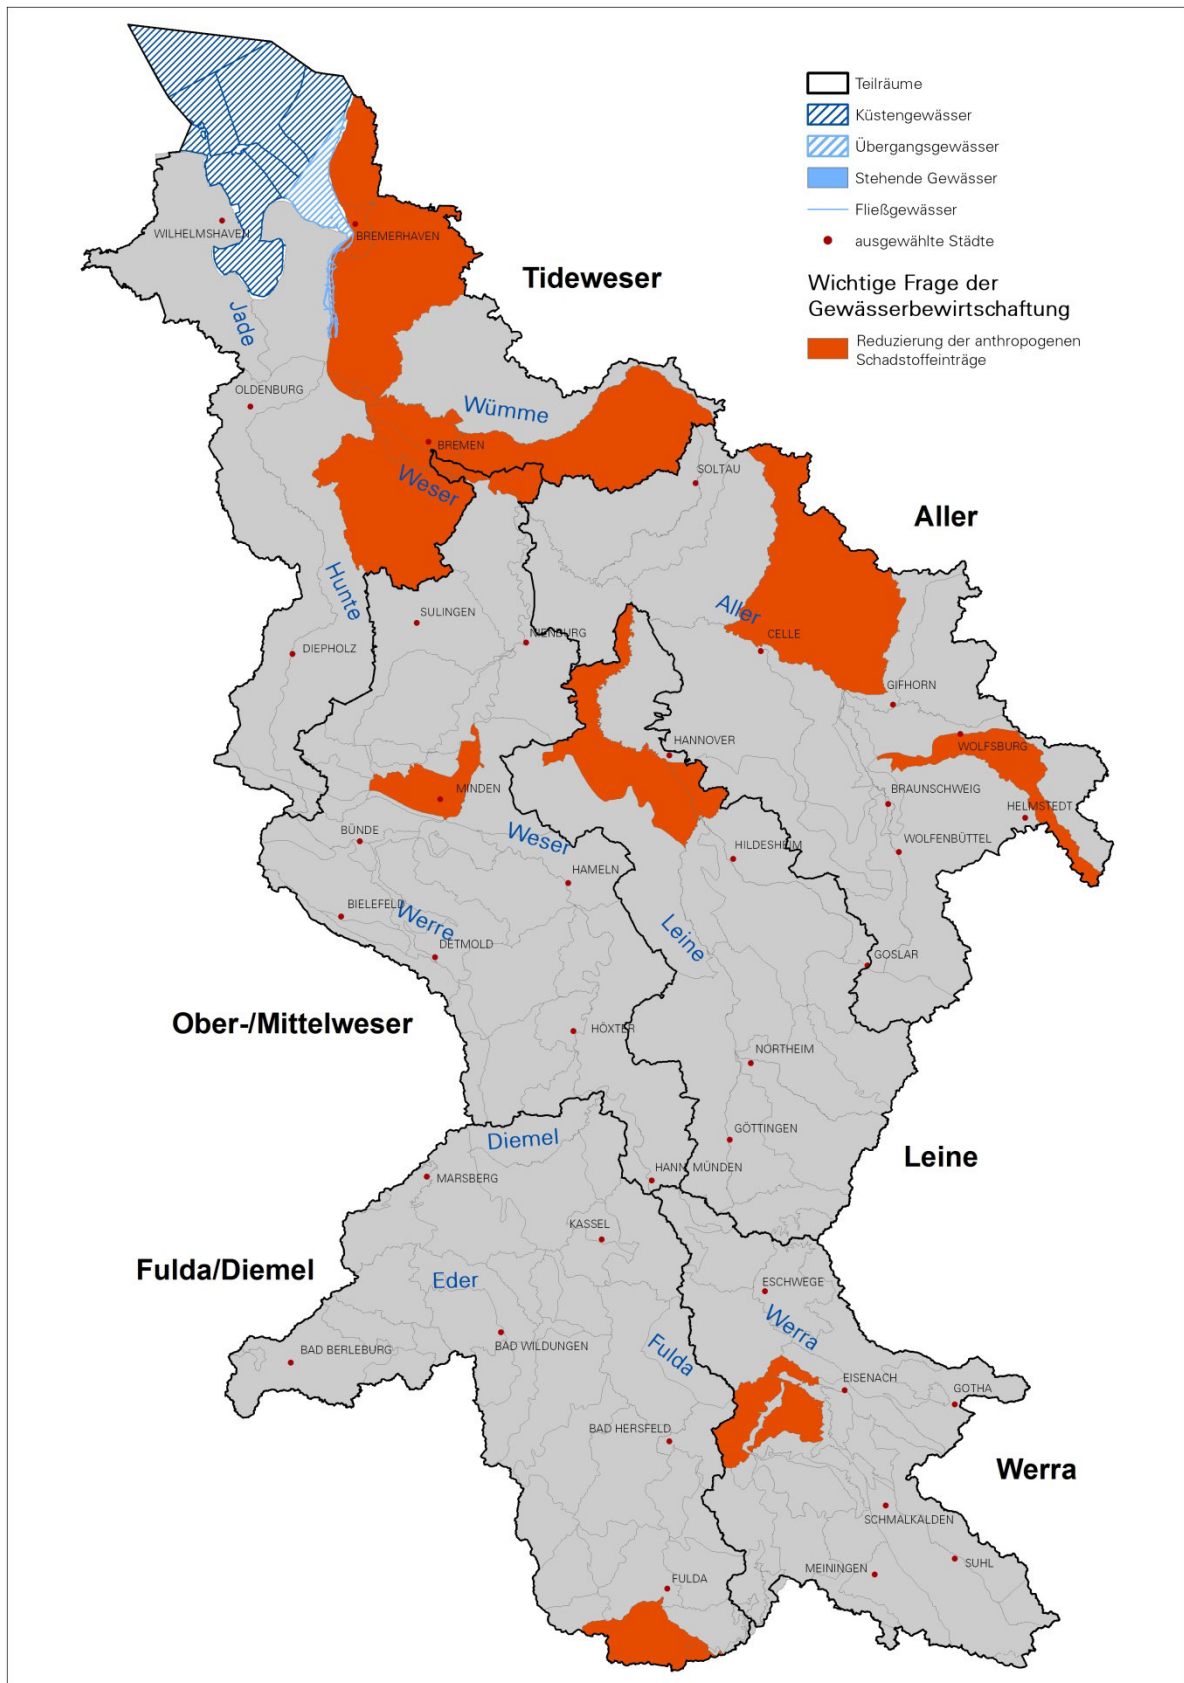 Teilräume
Küstengewässer
Übergangsgewässer
Stehende Gewässer
Fließgewässer
ausgewählte Städte
Wichtige Frage der
Gewässerbewirtschaftung
Reduzierung der anthropogenen
Schadstoffeinträge
WILHELMSHAVEN
BREMERHAVEN
Tideweser
Jade
OLDENBURG
Wümme
BREMEN
Weser
SOLTAU
Aller
Hunte
SULINGEN
Aller
CELLE
NIENBURG
DIEPHOLZ
GIFHORN
HANNOVER
WOLFSBURG
MINDEN
BRAUNSCHWEIG
HELMSTEDT
BÜNDE
Weser
WOLFENBÜTTEL
HILDESHEIM
HAMELN
BIELEFELD
Werre
DETMOLD
Leine
GOSLAR
Ober-/Mittelweser
HÖXTER
NORTHEIM
Diemel
GÖTTINGEN
Leine
MARSBERG
HANN. MÜNDEN
KASSEL
Fulda/Diemel
Eder
ESCHWEGE
Werra
BAD BERLEBURG
BAD WILDUNGEN
Fulda
EISENACH
GOTHA
BAD HERSFELD
Werra
SCHMALKALDEN
SUHL
MEININGEN
FULDA